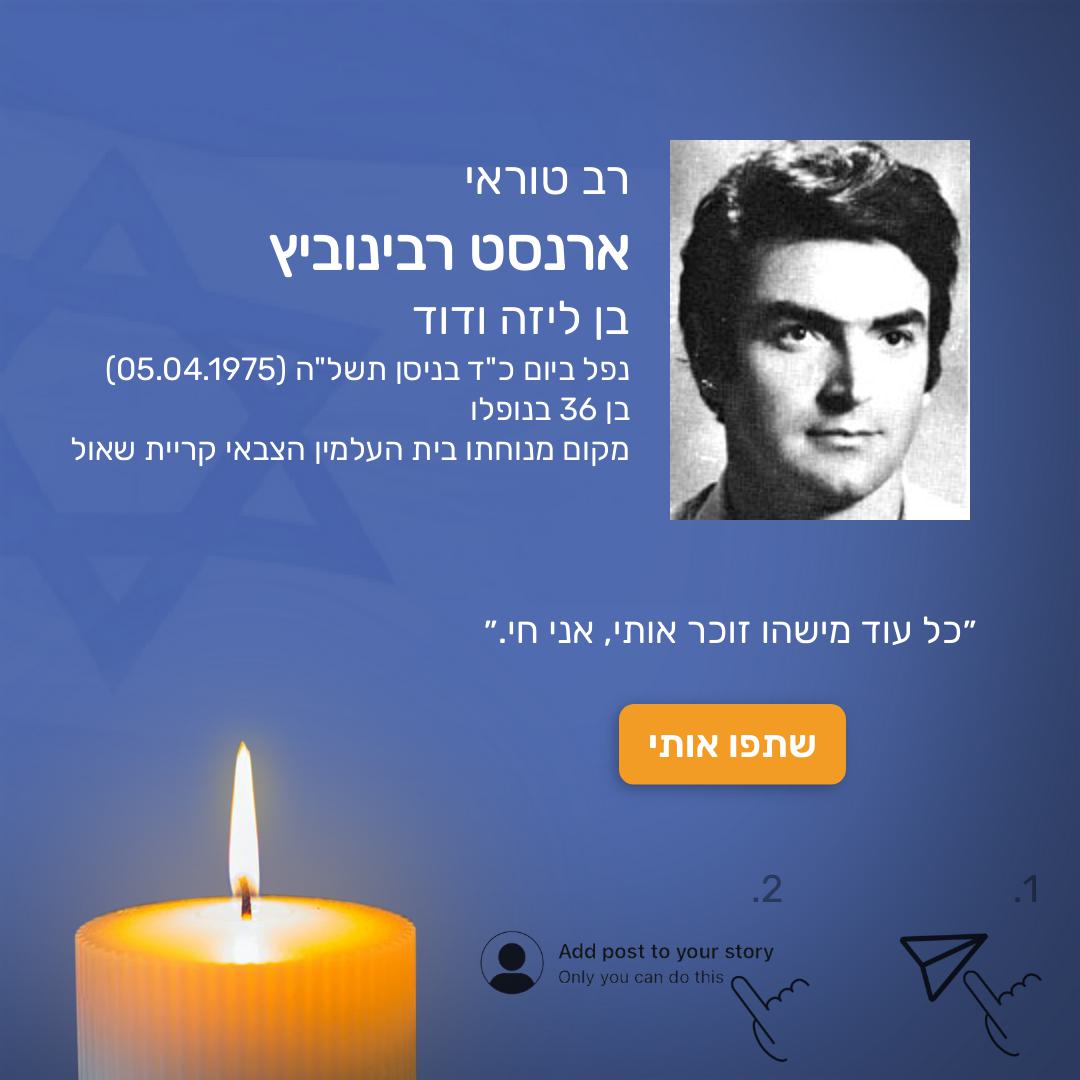 רב טוראי
ארנסט רבינוביץ
בן ליזה ודוד
נפל ביום כ"ד בניסן תשל"ה (05.04.1975)
בן 36 בנופלו
מקום מנוחתו בית העלמין הצבאי קריית שאול
״כל עוד מישהו זוכר אותי, אני חי.״
שתפו אותי
1.
2.
Add post to your story
Only you can do this